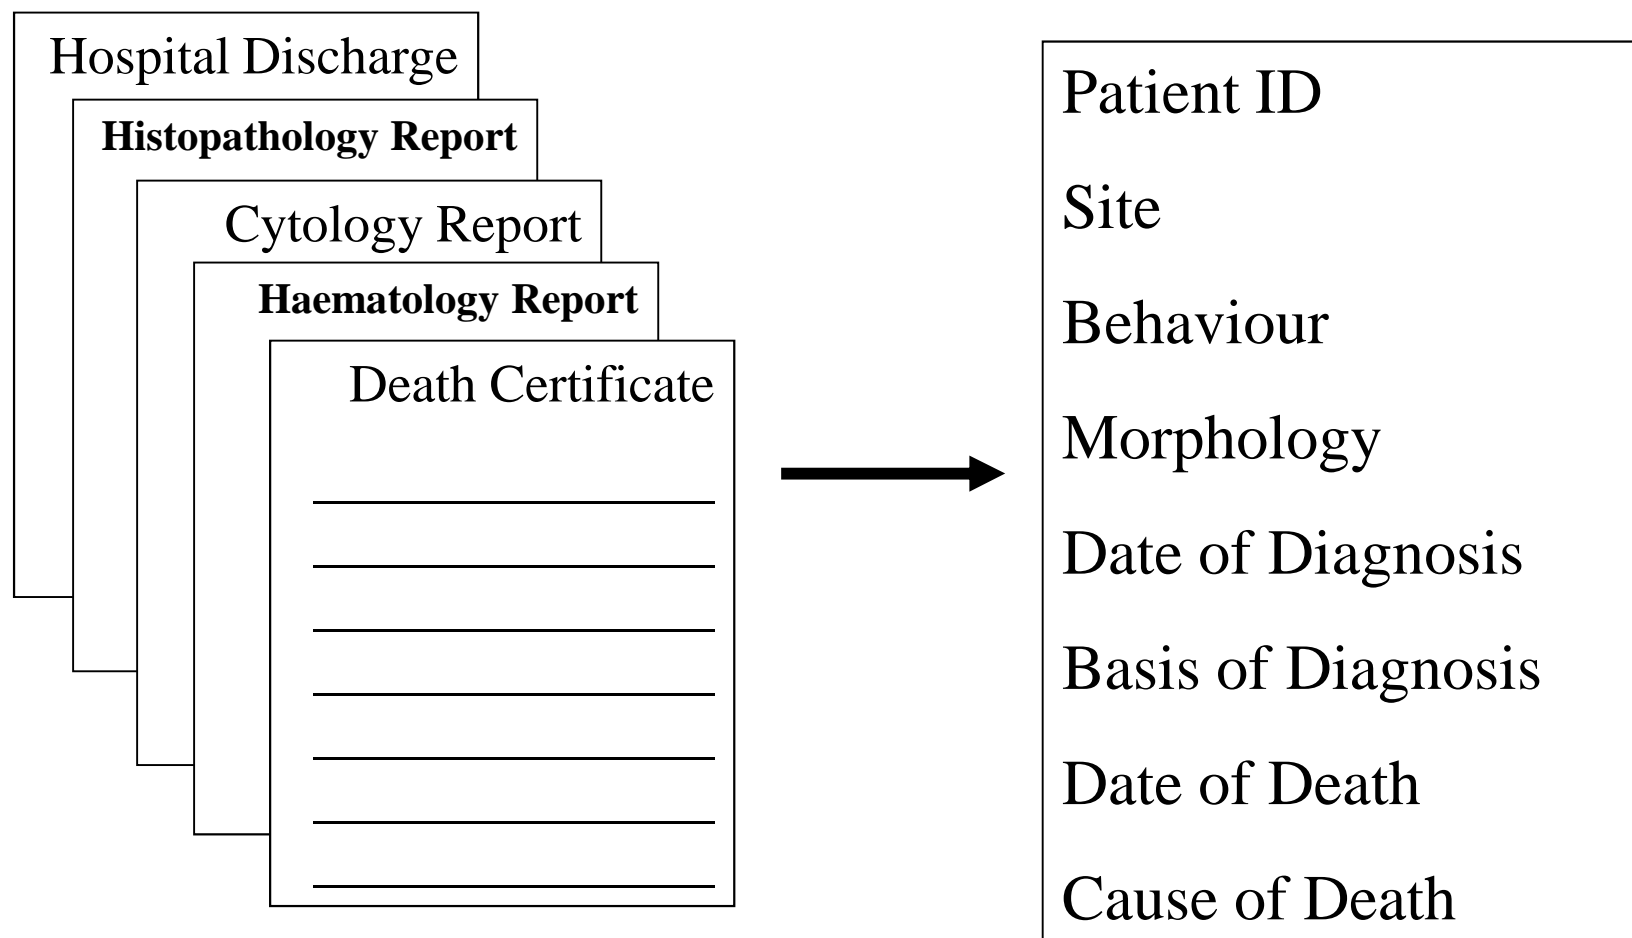 Hospital Discharge
Histopathology Report
Cytology Report
Haematology Report
Death Certificate
Patient ID
Site
Behaviour
Morphology
Date of Diagnosis
Basis of Diagnosis
Date of Death
Cause of Death